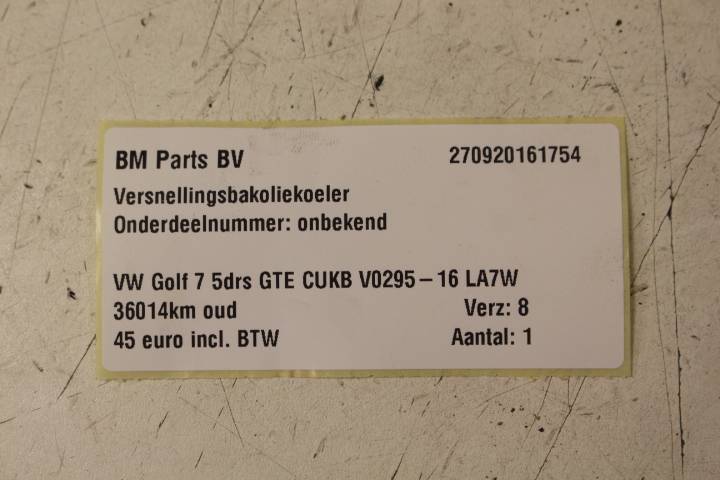 BM Parts BV 270920161754
Versnellingsbakoliekoeler
Onderdeelnummer: onbekend
VW Golf 7 5drs GTE CUKB V0295-16 LA7W
36014km oud Verz: 8
45 euro incl. BTW Aantal: 1